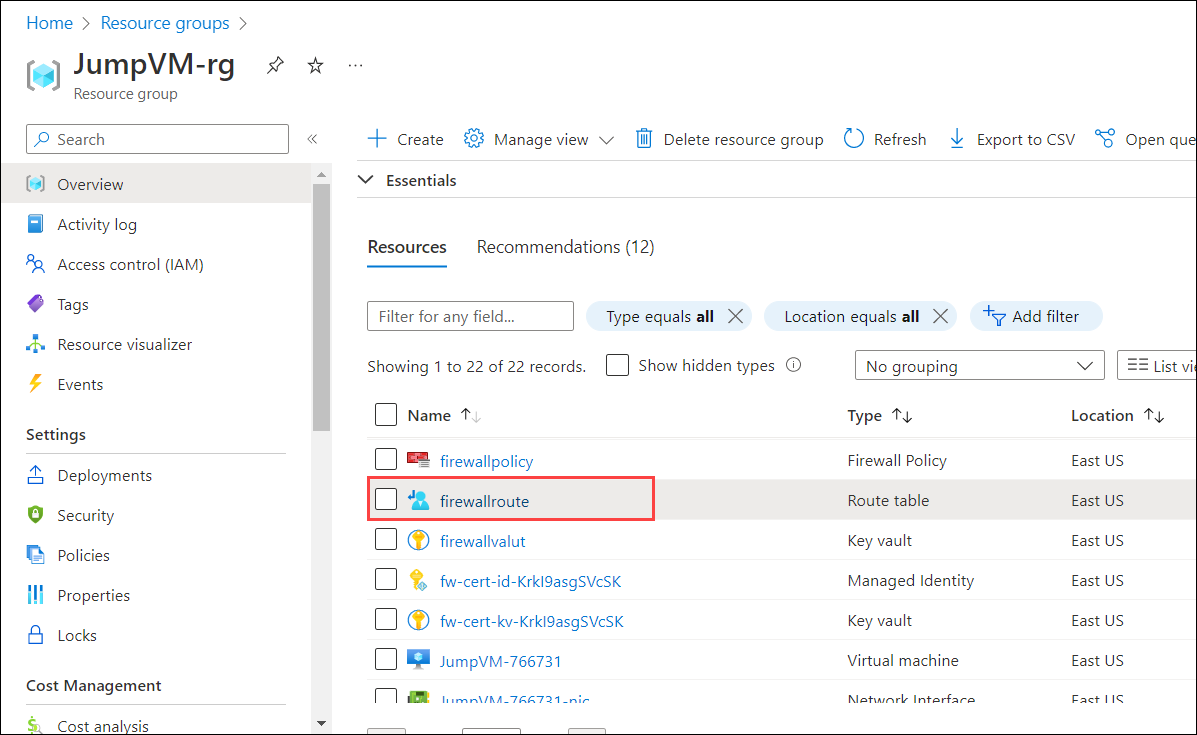 Home > Resource groups >
JumpVM-rg
...
Resource group
Search
«
Create Manage view Delete resource group Refresh Export to CSV Open que
Essentials
Overview
Activity log
Access control (IAM)
Tags
Resource visualizer
Events
Settings
Deployments
Security
Policies
Properties
Locks
Cost Management
Cost analysis
Resources Recommendations (12)
Filter for any field... Type equals all Location equals all Add filter
Showing 1 to 22 of 22 records. Show hidden types No grouping List vie
Name Type Location
firewallpolicy Firewall Policy East US
firewallroute Route table East US
firewallvalut Key vault East US
fw-cert-id-KrkI9asgSVcSK Managed Identity East US
fw-cert-kv-KrkI9asgSVcSK Key vault East US
JumpVM-766731 Virtual machine East US
JumpVM-766731-nic Network Interface East US